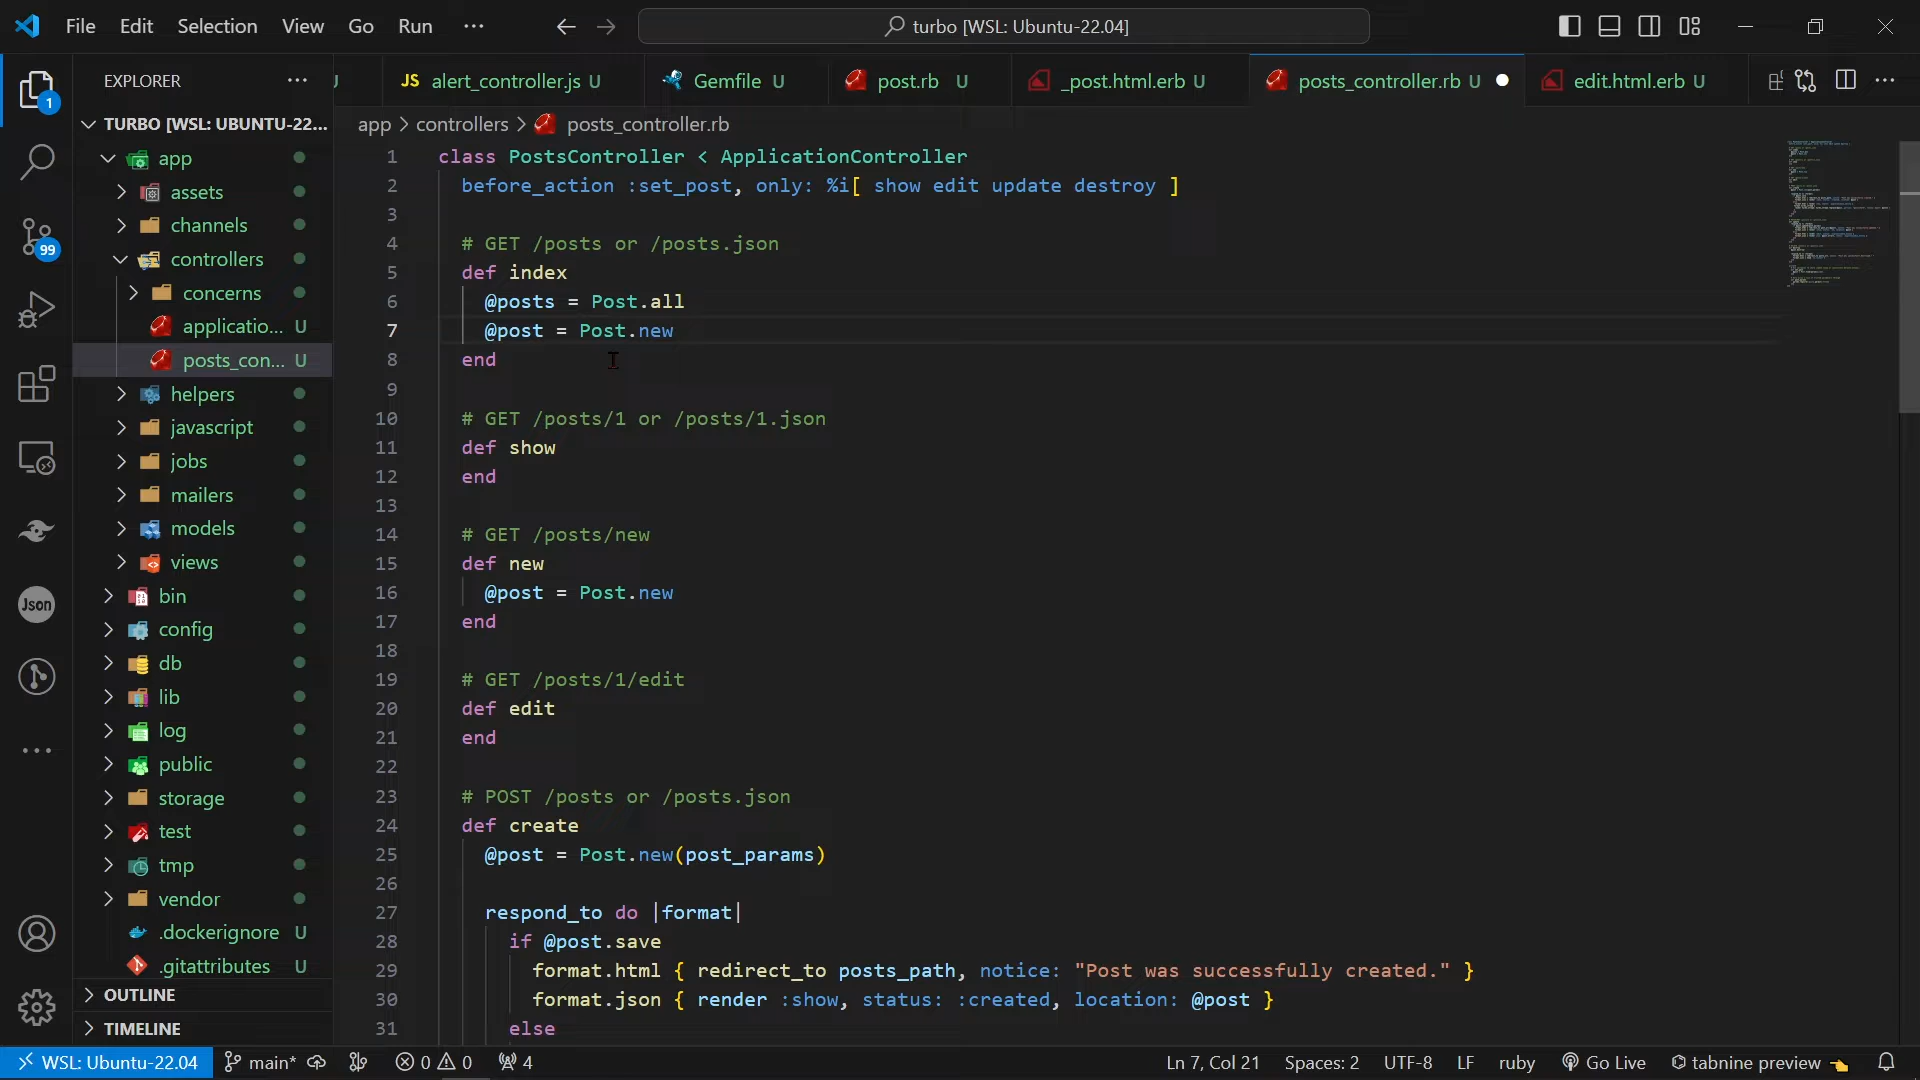 File Edit Selection View Go Run ··· turbo [WSL: Ubuntu-22.04]
EXPLORER ···
JS alert_controller.js U Gemfile U post.rb U _post.html.erb U posts_controller.rb U edit.html.erb U
TURBO [WSL: UBUNTU-22...
app > controllers > posts_controller.rb
1
99
Json
app
assets
channels
controllers
concerns
applicatio... U
posts_con... U
helpers
javascript
jobs
mailers
models
views
bin
config
db
lib
log
public
storage
test
tmp
vendor
.dockerignore U
.gitattributes U
OUTLINE
TIMELINE
1 class PostsController < ApplicationController
2 before_action :set_post, only: %i[ show edit update destroy ]
3
4 # GET /posts or /posts.json
5 def index
6 @posts = Post.all
7 @post = Post.new
8 end
9
10 # GET /posts/1 or /posts/1.json
11 def show
12 end
13
14 # GET /posts/new
15 def new
16 @post = Post.new
17 end
18
19 # GET /posts/1/edit
20 def edit
21 end
22
23 # POST /posts or /posts.json
24 def create
25 @post = Post.new(post_params)
26
27 respond_to do |format|
28 if @post.save
29 format.html { redirect_to posts_path, notice: "Post was successfully created." }
30 format.json { render :show, status: :created, location: @post }
31 else
WSL: Ubuntu-22.04 main* 0 0 4 Ln 7, Col 21 Spaces: 2 UTF-8 LF ruby Go Live tabnine preview